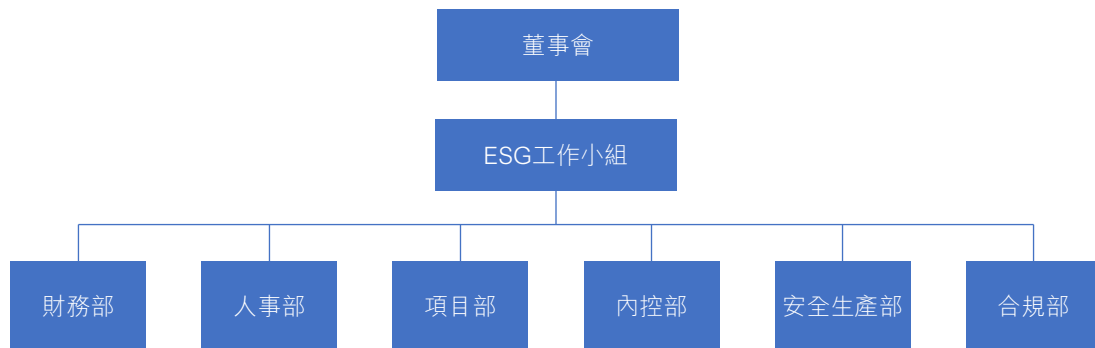 董事會
ESG工作小組
財務部
人事部
項目部
內控部
安全生產部
合規部